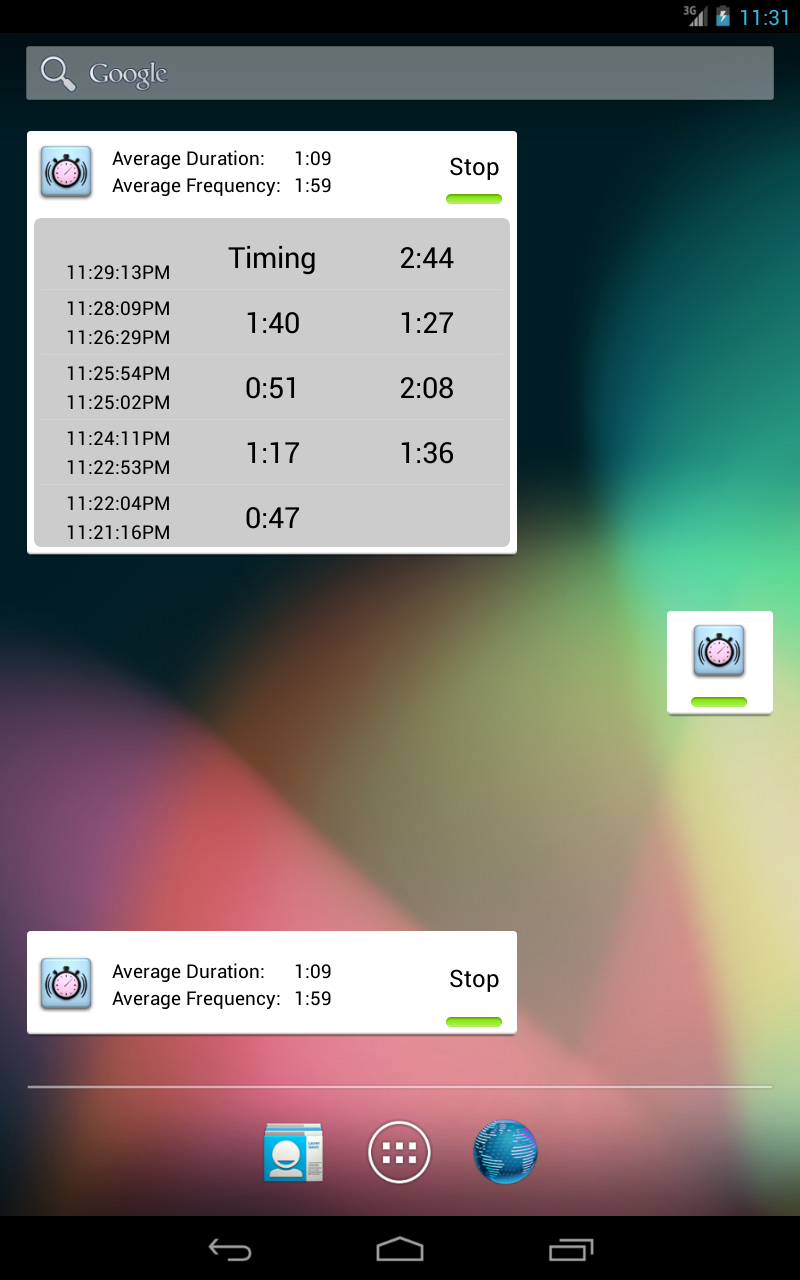 3G 11:31
Google
Average Duration: 1:09
Average Frequency: 1:59
Stop
Timing 2:44
11:29:13PM
11:28:09PM
1:40 1:27
11:26:29PM
11:25:54PM
0:51 2:08
11:25:02PM
11:24:11PM
1:17 1:36
11:22:53PM
11:22:04PM
0:47
11:21:16PM
Average Duration: 1:09
Average Frequency: 1:59
Stop